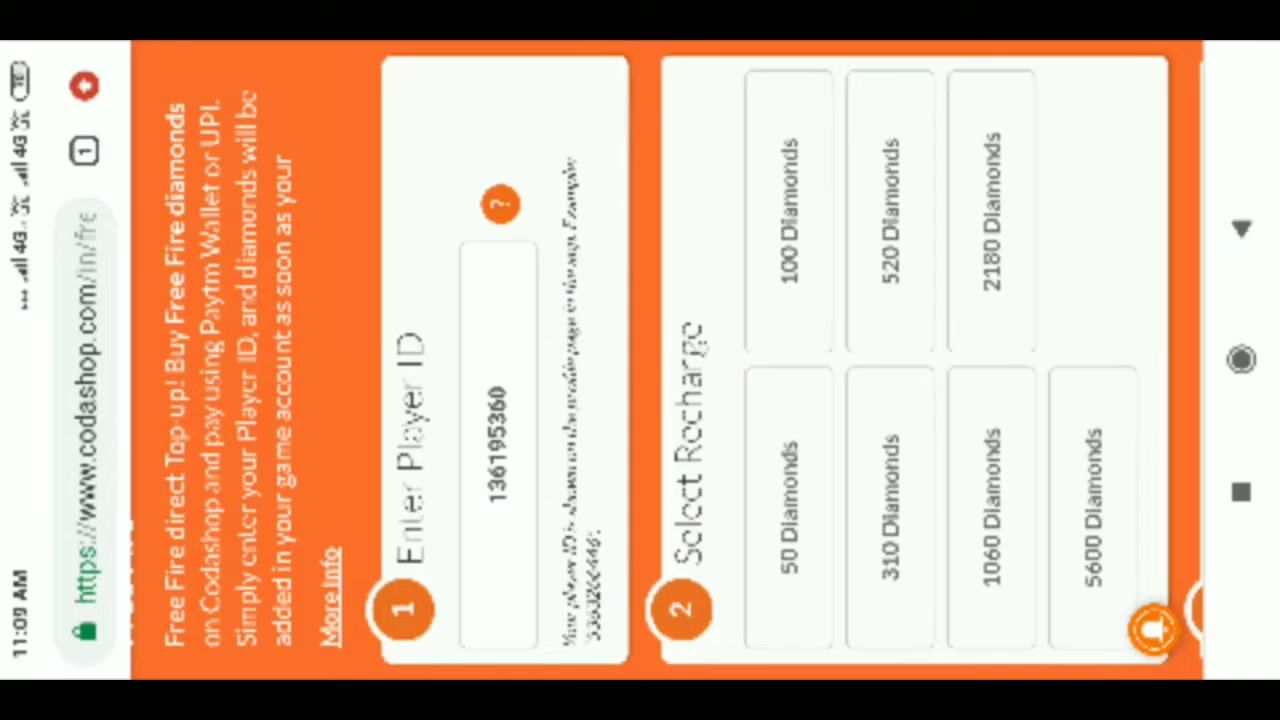 11:09 AM
4G 4G
https://www.codashop.com/in/fre
1
Free Fire direct Top-up! Buy Free Fire diamonds
on Codashop and pay using Paytm Wallet or UPI.
Simply enter your Player ID, and diamonds will be
added in your game account as soon as your
More Info
1 Enter Player ID
136195360
?
2 Select Recharge
50 Diamonds 100 Diamonds
310 Diamonds 520 Diamonds
1060 Diamonds 2180 Diamonds
5600 Diamonds